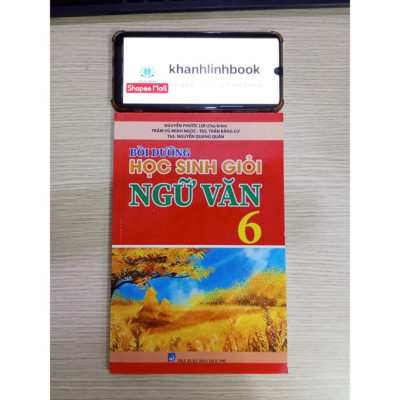 khanhlinhbook
Shopee Mall
NGUYỄN PHƯỚC LỢI (Chủ biên)
TRẦM VŨ MINH NGỌC - ThS. TRẦN ĐĂNG CƯ
ThS. NGUYỄN QUANG QUÂN
BỒI DƯỠNG
HỌC SINH GIỎI
NGỮ VĂN
6